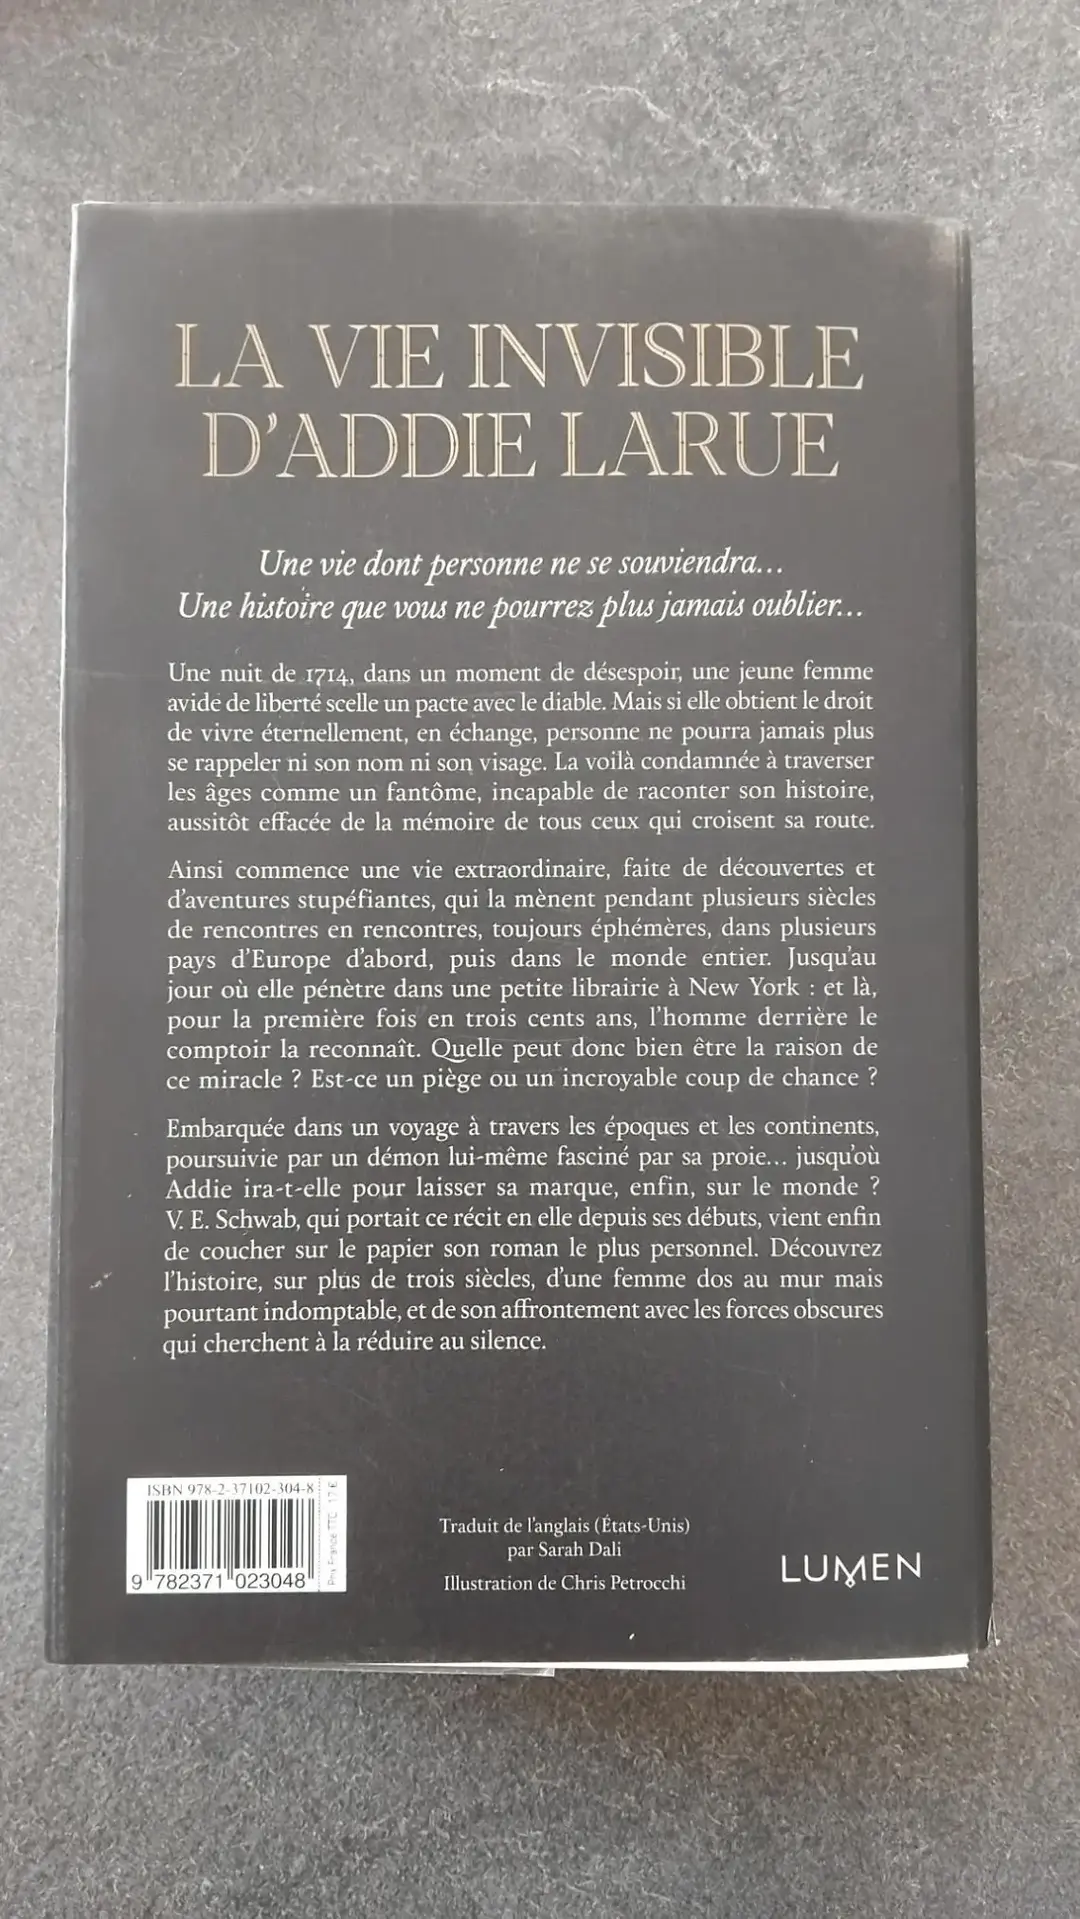 LA VIE INVISIBLE
D'ADDIE LARUE
Une vie dont personne ne se souviendra...
Une histoire que vous ne pourrez plus jamais oublier...
Une nuit de 1714, dans un moment de désespoir, une jeune femme
avide de liberté scelle un pacte avec le diable. Mais si elle obtient le droit
de vivre éternellement, en échange, personne ne pourra jamais plus
se rappeler ni son nom ni son visage. La voilà condamnée à traverser
les âges comme un fantôme, incapable de raconter son histoire,
aussitôt effacée de la mémoire de tous ceux qui croisent sa route.
Ainsi commence une vie extraordinaire, faite de découvertes et
d'aventures stupéfiantes, qui la mènent pendant plusieurs siècles
de rencontres en rencontres, toujours éphémères, dans plusieurs
pays d'Europe d'abord, puis dans le monde entier. Jusqu'au
jour où elle pénètre dans une petite librairie à New York : et là,
pour la première fois en trois cents ans, l'homme derrière le
comptoir la reconnaît. Quelle peut donc bien être la raison de
ce miracle ? Est-ce un piège ou un incroyable coup de chance ?
Embarquée dans un voyage à travers les époques et les continents,
poursuivie par un démon lui-même fasciné par sa proie... jusqu'où
Addie ira-t-elle pour laisser sa marque, enfin, sur le monde ?
V. E. Schwab, qui portait ce récit en elle depuis ses débuts, vient enfin
de coucher sur le papier son roman le plus personnel. Découvrez
l'histoire, sur plus de trois siècles, d'une femme dos au mur mais
pourtant indomptable, et de son affrontement avec les forces obscures
qui cherchent à la réduire au silence.
ISBN 978-2-37102-304-8
9 782371 023048
Prix France TTC 17 €
Traduit de l'anglais (États-Unis)
par Sarah Dali
Illustration de Chris Petrocchi
LUMEN